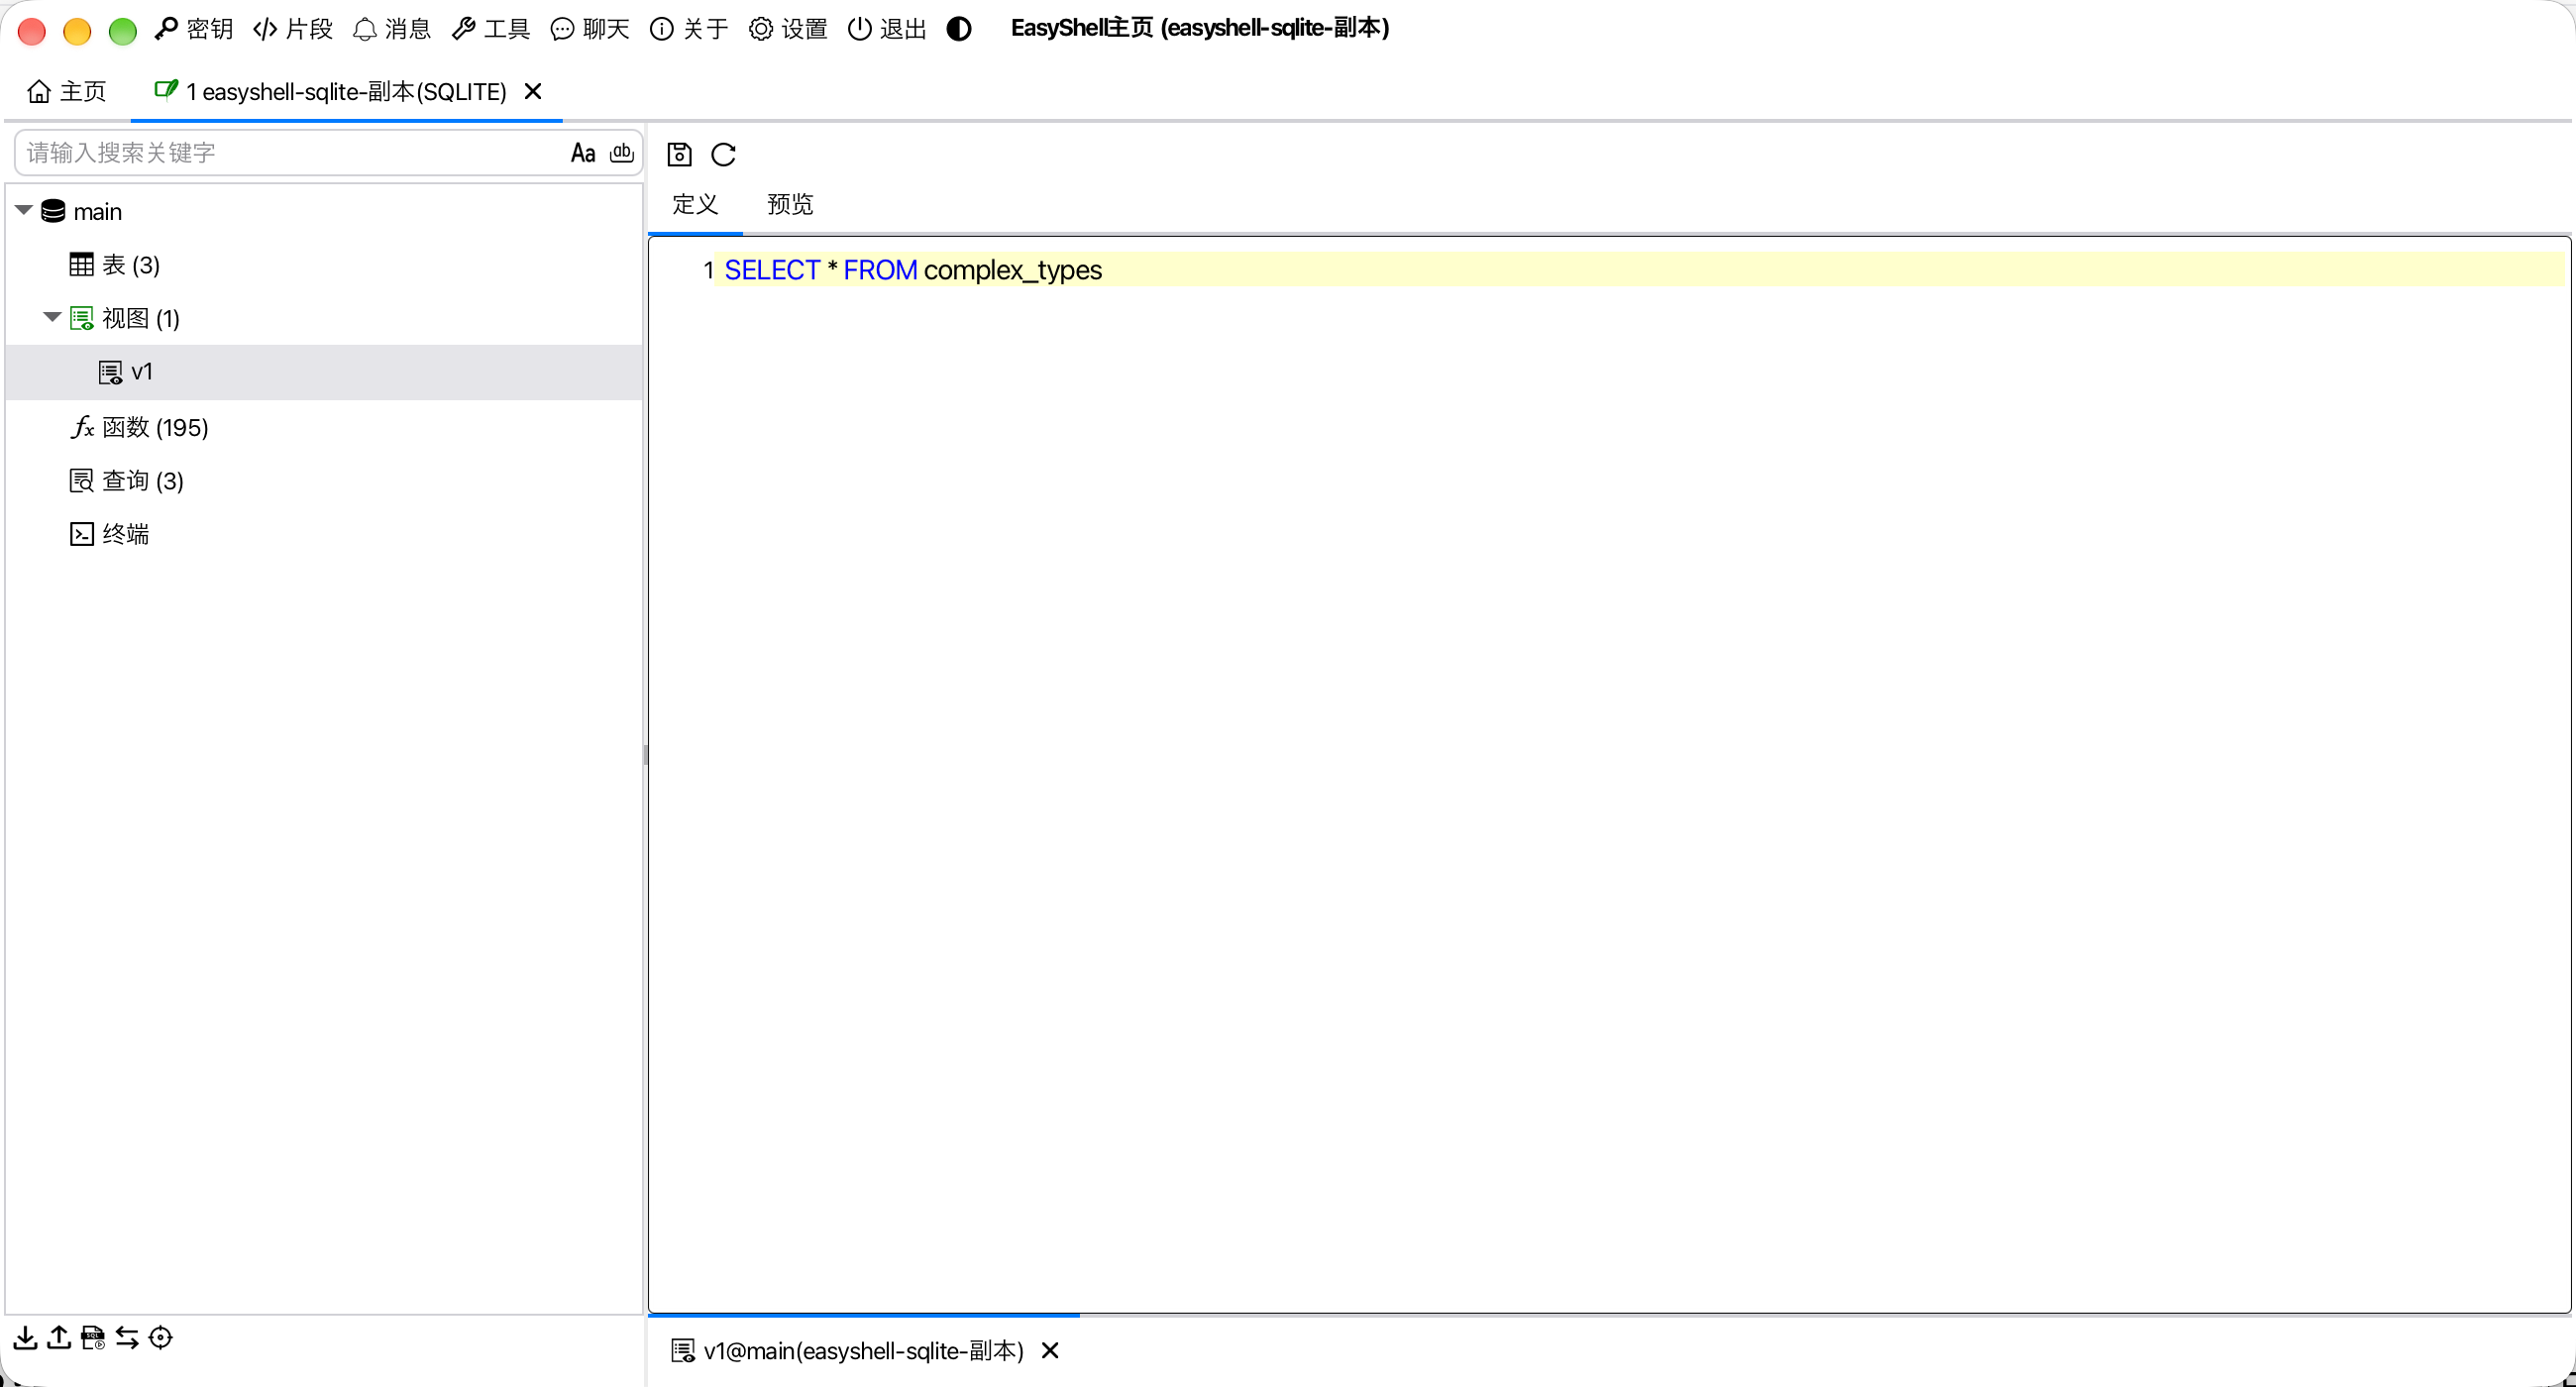 密钥 片段 消息 工具 聊天 关于 设置 退出 EasyShell主页 (easyshell-sqlite-副本)
主页 1 easyshell-sqlite-副本(SQLITE)
请输入搜索关键字 Aa ab
main
表 (3)
视图 (1)
v1
函数 (195)
查询 (3)
终端
定义 预览
1 SELECT * FROM complex_types
v1@main(easyshell-sqlite-副本)